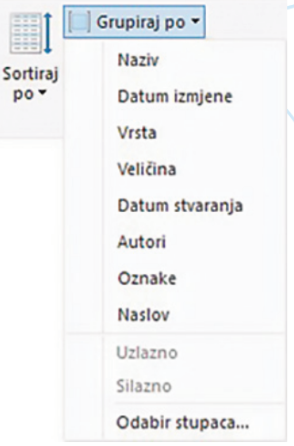 Grupiraj po
Sortiraj
po
Naziv
Datum izmjene
Vrsta
Veličina
Datum stvaranja
Autori
Oznake
Naslov
Uzlazno
Silazno
Odabir stupaca...